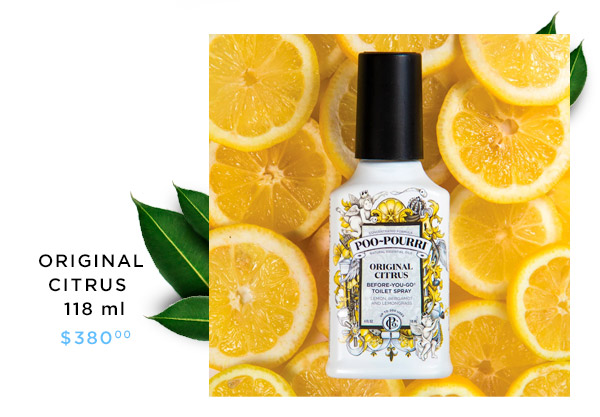 ORIGINAL
CITRUS
118 ml
$380⁰⁰
POO-POURRI
ORIGINAL
CITRUS
BEFORE-YOU-GO®
TOILET SPRAY
LEMON, BERGAMOT
AND LEMONGRASS